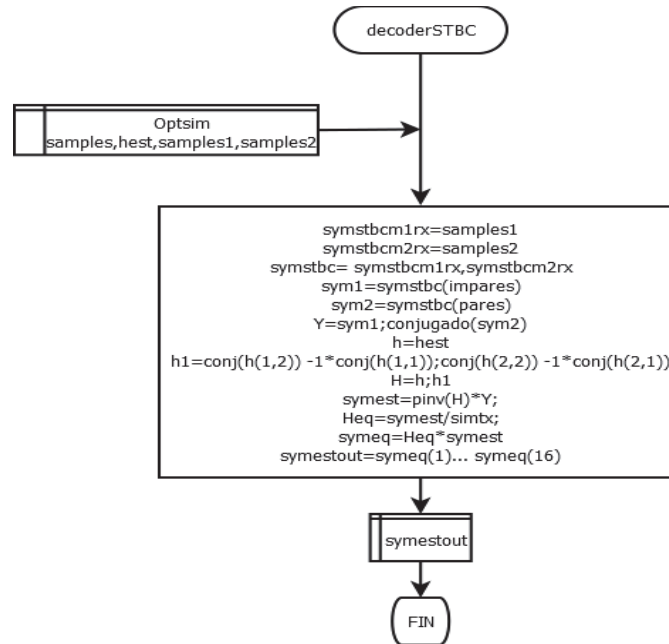 decoderSTBC
Optsim
samples,hest,samples1,samples2
symstbcm1rx=samples1
symstbcm2rx=samples2
symstbc= symstbcm1rx,symstbcm2rx
sym1=symstbc(impares)
sym2=symstbc(pares)
Y=sym1;conjugado(sym2)
h=hest
h1=conj(h(1,2)) -1*conj(h(1,1));conj(h(2,2)) -1*conj(h(2,1))
H=h;h1
symest=pinv(H)*Y;
Heq=symest/simtx;
symeq=Heq*symest
symestout=symeq(1)... symeq(16)
symestout
FIN